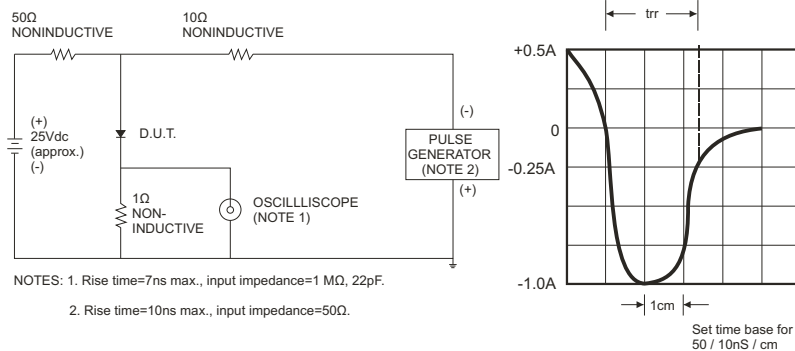 50Ω
NONINDUCTIVE
10Ω
NONINDUCTIVE
(+)
25Vdc
(approx.)
(-)
D.U.T.
1Ω
NON-
INDUCTIVE
OSCILLLISCOPE
(NOTE 1)
(-)
PULSE
GENERATOR
(NOTE 2)
(+)
NOTES: 1. Rise time=7ns max., input impedance=1 MΩ, 22pF.
2. Rise time=10ns max., input impedance=50Ω.
trr
+0.5A
0
-0.25A
-1.0A
1cm
Set time base for
50 / 10nS / cm